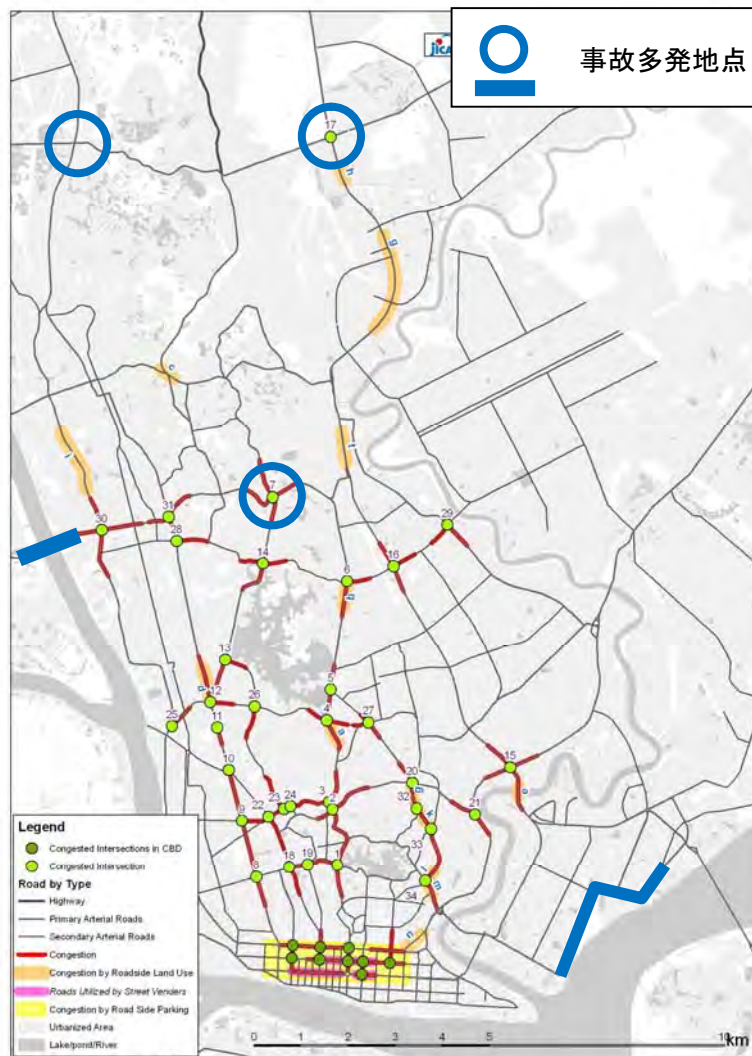 JICA
事故多発地点
17
h
g
c
f
i
7
31
30
28
29
14
16
6
q
13
5
d
12
26
25
11
4
27
a
10
15
20
e
3
2
24
23
22
9
32
21
k
33
8
18
19
1
m
34
n
Legend
Congested Intersections in CBD
Congested Intersection
Road by Type
Highway
Primary Arterial Roads
Secondary Arterial Roads
Congestion
Congestion by Roadside Land Use
Roads Utilized by Street Venders
Congestion by Road Side Parking
Urbanized Area
Lake/pond/River
0 1 2 3 4 5 10 km